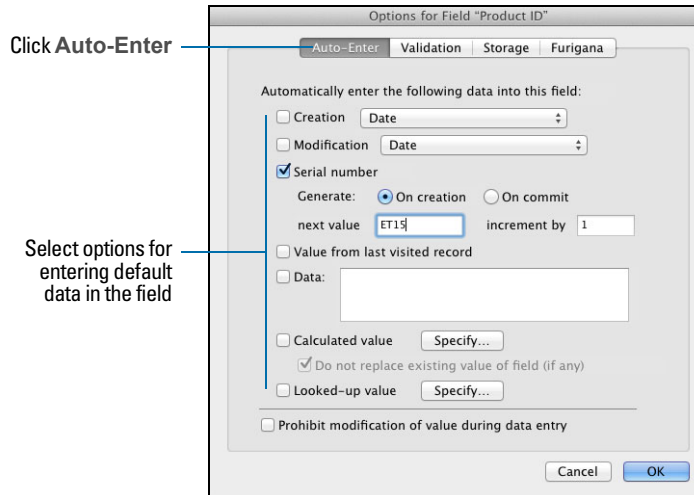 Options for Field "Product ID"
Click Auto-Enter
Auto-Enter Validation Storage Furigana
Automatically enter the following data into this field:
Creation Date
Modification Date
Serial number
Generate: On creation On commit
next value ET15 increment by 1
Value from last visited record
Select options for
entering default
data in the field
Data:
Calculated value Specify...
Do not replace existing value of field (if any)
Looked-up value Specify...
Prohibit modification of value during data entry
Cancel OK